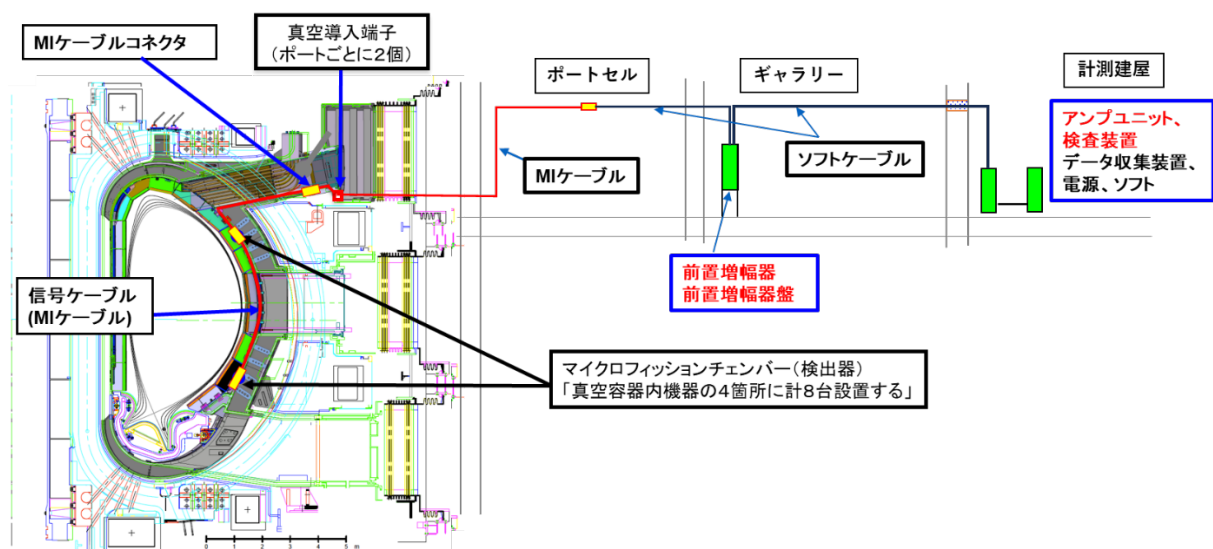 MIケーブルコネクタ
真空導入端子
（ポートごとに２個）
ポートセル
ギャラリー
計測建屋
アンプユニット、
検査装置
データ収集装置、
電源、ソフト
MIケーブル
ソフトケーブル
前置増幅器
前置増幅器盤
信号ケーブル
(MIケーブル)
マイクロフィッションチェンバー（検出器）
「真空容器内機器の４箇所に計８台設置する」
0 1 2 3 4 5 m